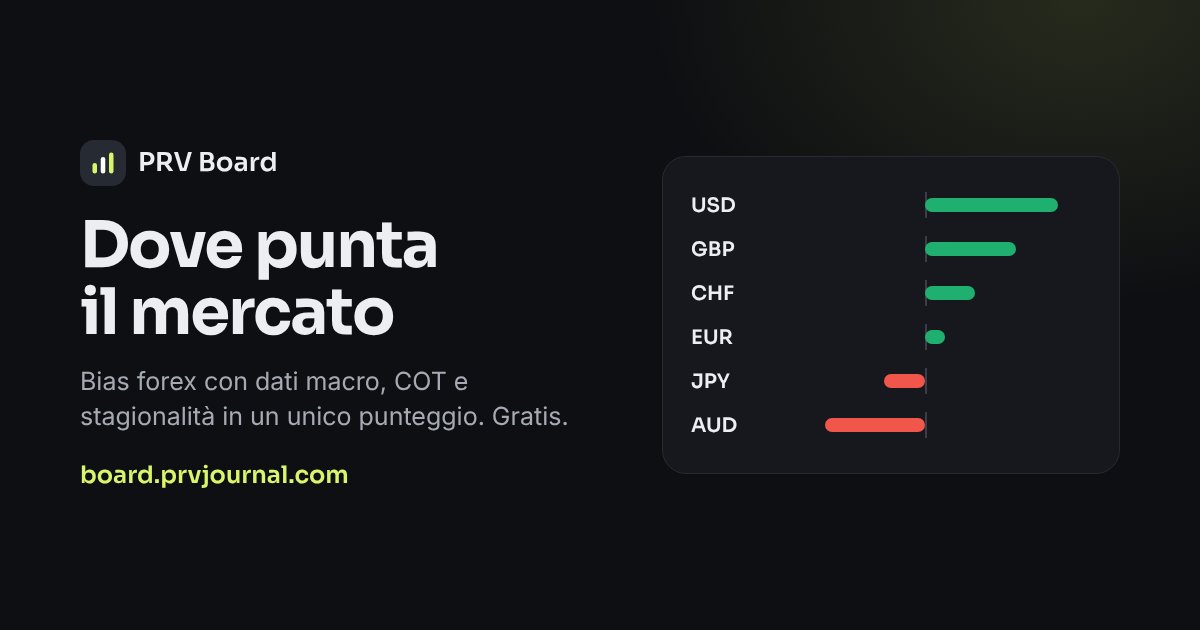 PRV Board
Dove punta
il mercato
Bias forex con dati macro, COT e
stagionalità in un unico punteggio. Gratis.
board.prvjournal.com
USD
GBP
CHF
EUR
JPY
AUD